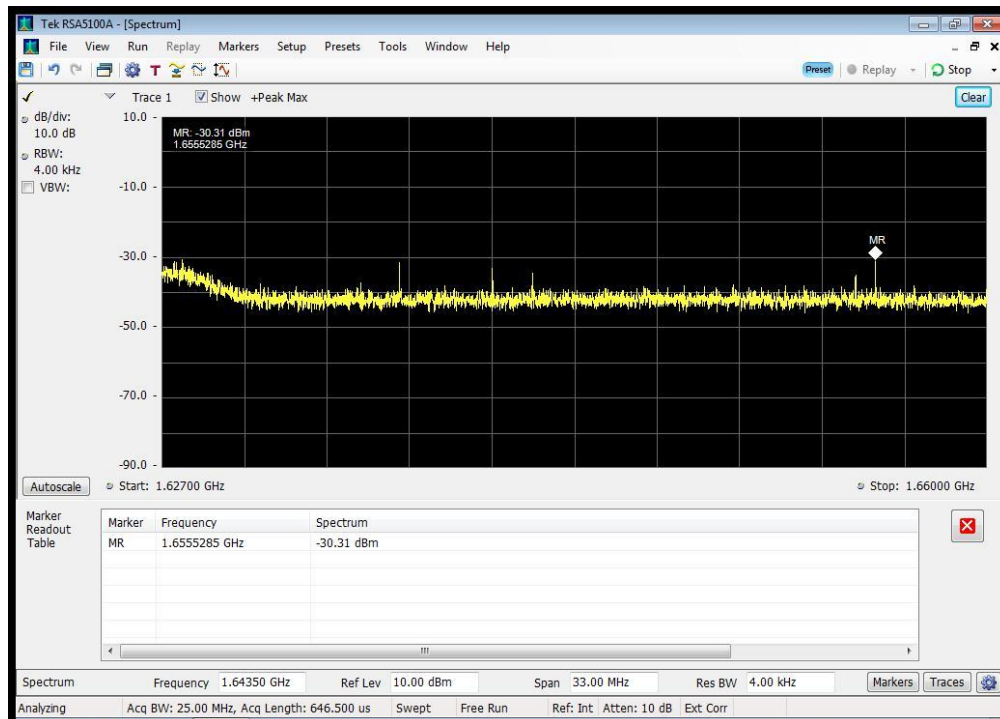 Tek RSA5100A - [Spectrum]
File View Run Replay Markers Setup Presets Tools Window Help
T Preset Replay Stop
Trace 1 Show +Peak Max Clear
dB/div:
10.0 dB
RBW:
4.00 kHz
VBW:
10.0
-10.0
-30.0
-50.0
-70.0
-90.0
MR: -30.31 dBm
1.6555285 GHz
MR
Autoscale Start: 1.62700 GHz Stop: 1.66000 GHz
Marker
Readout
Table
Marker Frequency Spectrum
MR 1.6555285 GHz -30.31 dBm
Spectrum Frequency 1.64350 GHz Ref Lev 10.00 dBm Span 33.00 MHz Res BW 4.00 kHz Markers Traces
Analyzing Acq BW: 25.00 MHz, Acq Length: 646.500 us Swept Free Run Ref: Int Atten: 10 dB Ext Corr